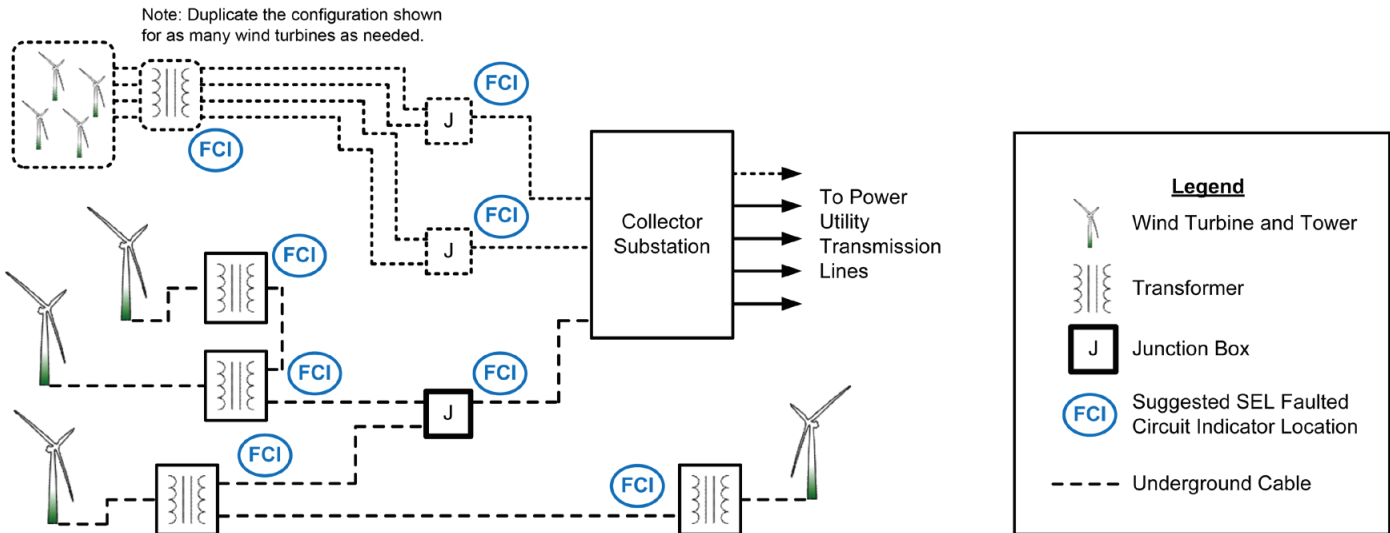 Note: Duplicate the configuration shown
for as many wind turbines as needed.
FCI
FCI
J
FCI
J
FCI
FCI
FCI
J
FCI
FCI
FCI
Collector
Substation
To Power
Utility
Transmission
Lines
Legend
Wind Turbine and Tower
Transformer
J
Junction Box
FCI
Suggested SEL Faulted
Circuit Indicator Location
Underground Cable